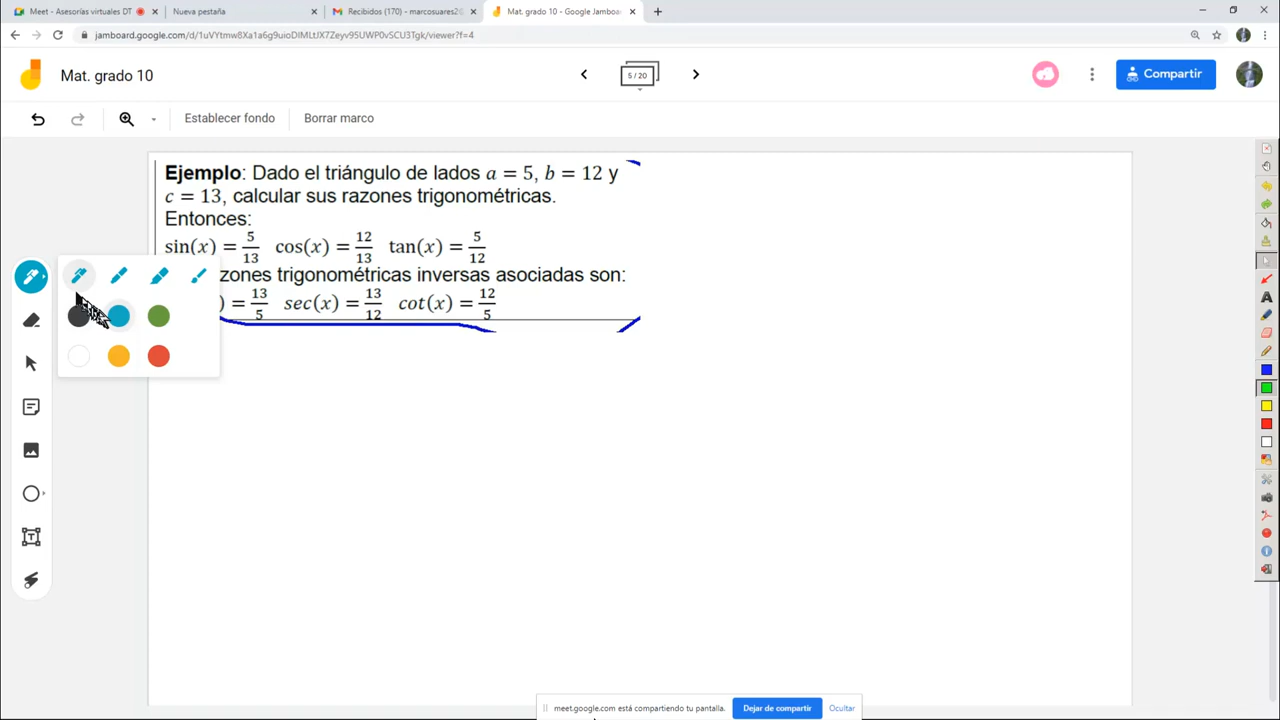 Meet - Asesorías virtuales DT
Nueva pestaña
Recibidos (170) - marcosuares2
Mat. grado 10 - Google Jamboa
jamboard.google.com/d/1uVYtmw8Xa1a6g9uioDIMLtJX7Zeyv95UWP0vSCU3Tgk/viewer?f=4
Mat. grado 10
5 / 20
Compartir
Establecer fondo
Borrar marco
Ejemplo: Dado el triángulo de lados a = 5, b = 12 y
c = 13, calcular sus razones trigonométricas.
Entonces:
sin(x) = 5/13 cos(x) = 12/13 tan(x) = 5/12
zones trigonométricas inversas asociadas son:
) = 13/5 sec(x) = 13/12 cot(x) = 12/5
meet.google.com está compartiendo tu pantalla.
Dejar de compartir
Ocultar